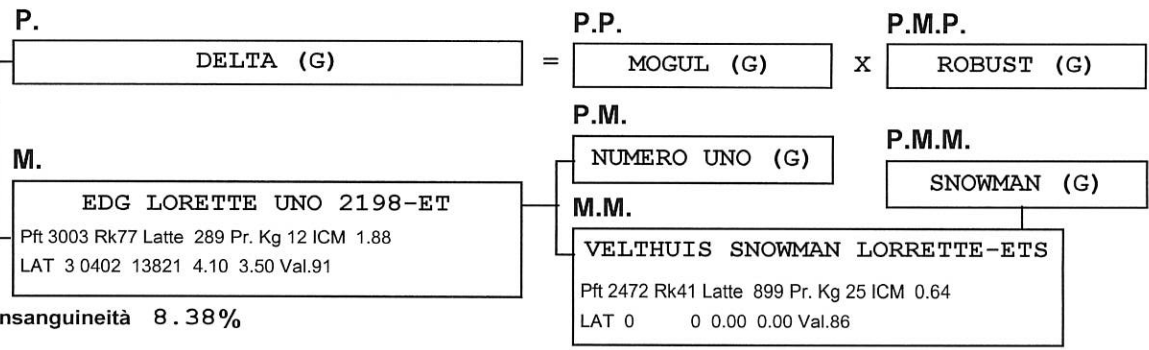 P.
P.P.
P.M.P.
DELTA (G)
=
MOGUL (G)
X
ROBUST (G)
P.M.
P.M.M.
M.
NUMERO UNO (G)
SNOWMAN (G)
EDG LORETTE UNO 2198-ET
M.M.
Pft 3003 Rk77 Latte 289 Pr. Kg 12 ICM 1.88
LAT 3 0402 13821 4.10 3.50 Val.91
VELTHUIS SNOWMAN LORRETTE-ETS
Pft 2472 Rk41 Latte 899 Pr. Kg 25 ICM 0.64
LAT 0 0 0.00 0.00 Val.86
nsanguineità 8.38%